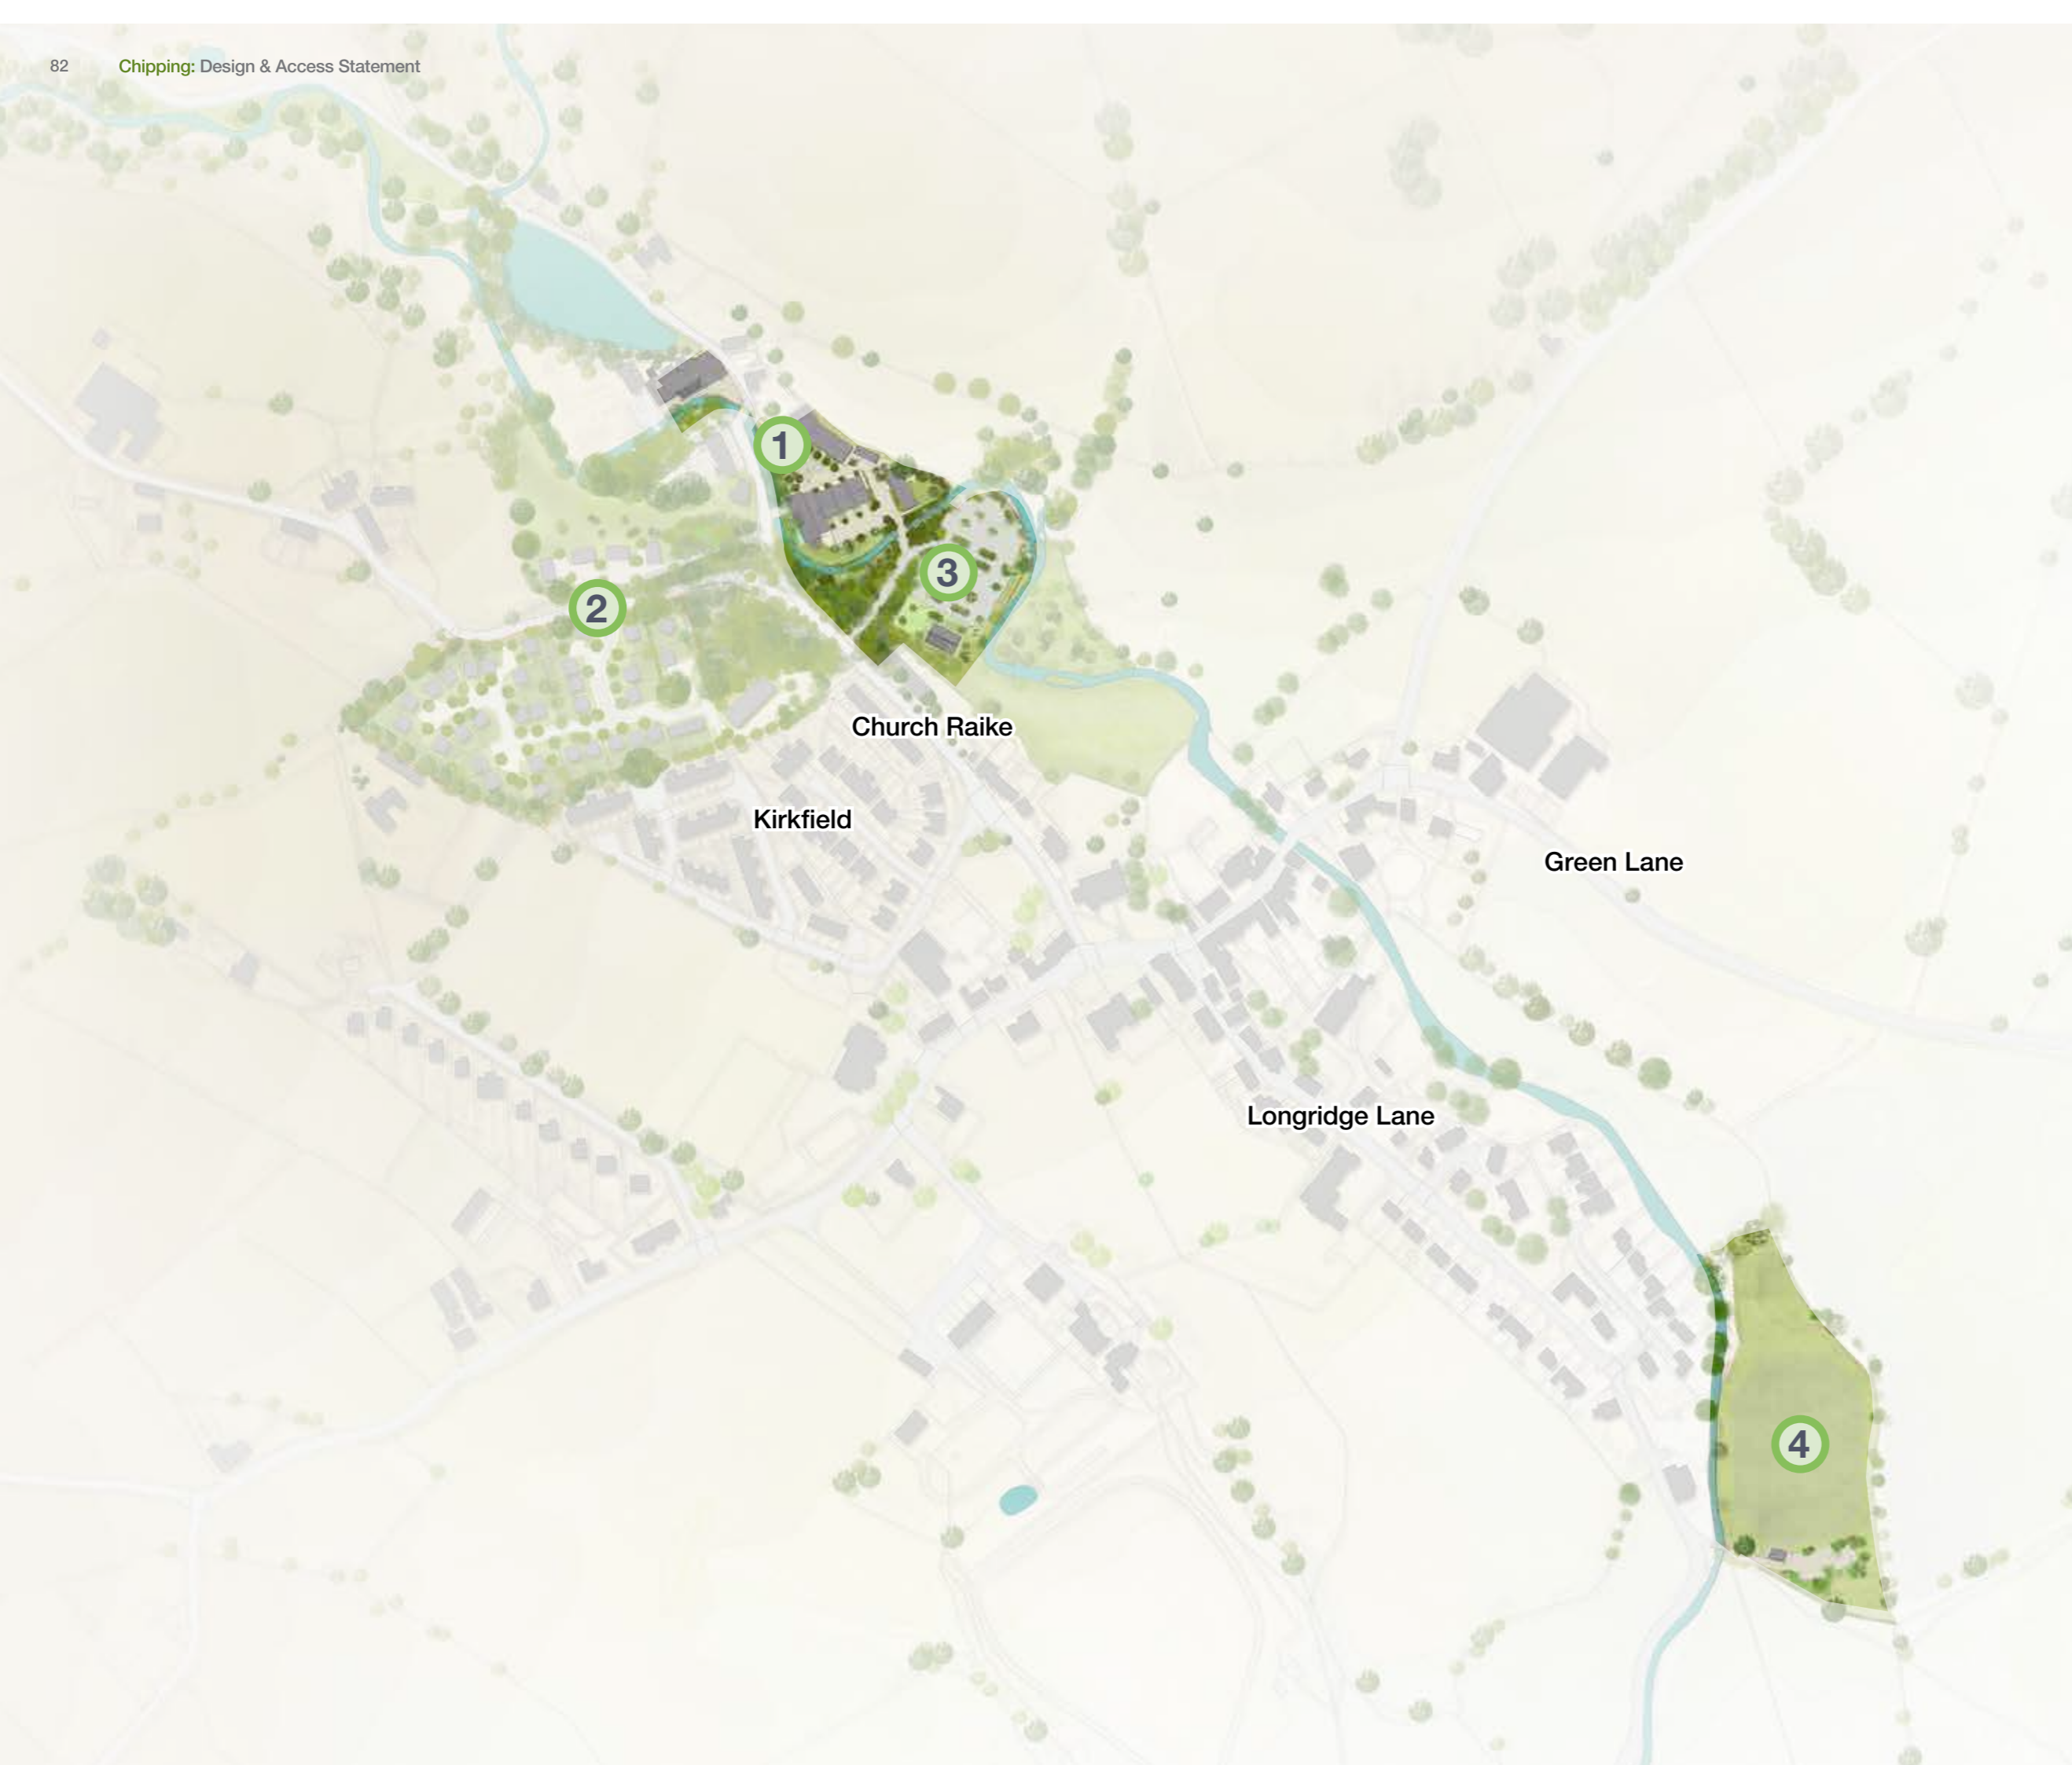 82 Chipping: Design & Access Statement
1
3
2
Church Raike
Kirkfield
Green Lane
Longridge Lane
4